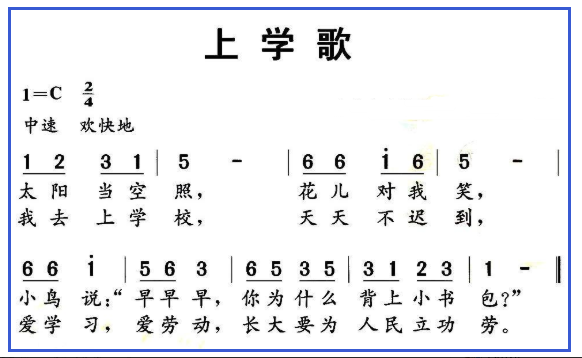 上学歌
1=C 2/4
中速 欢快地
1 2 3 1 | 5 - | 6 6 i̇ 6 | 5 - |
太阳当空照， 花儿对我笑，
我去上学校， 天天不迟到，
6 6 i̇ | 5 6 3 | 6 5 3 5 | 3 1 2 3 | 1 - ‖
小鸟说：“早早早，你为什么背上小书包？”
爱学习，爱劳动，长大要为人民立功劳。